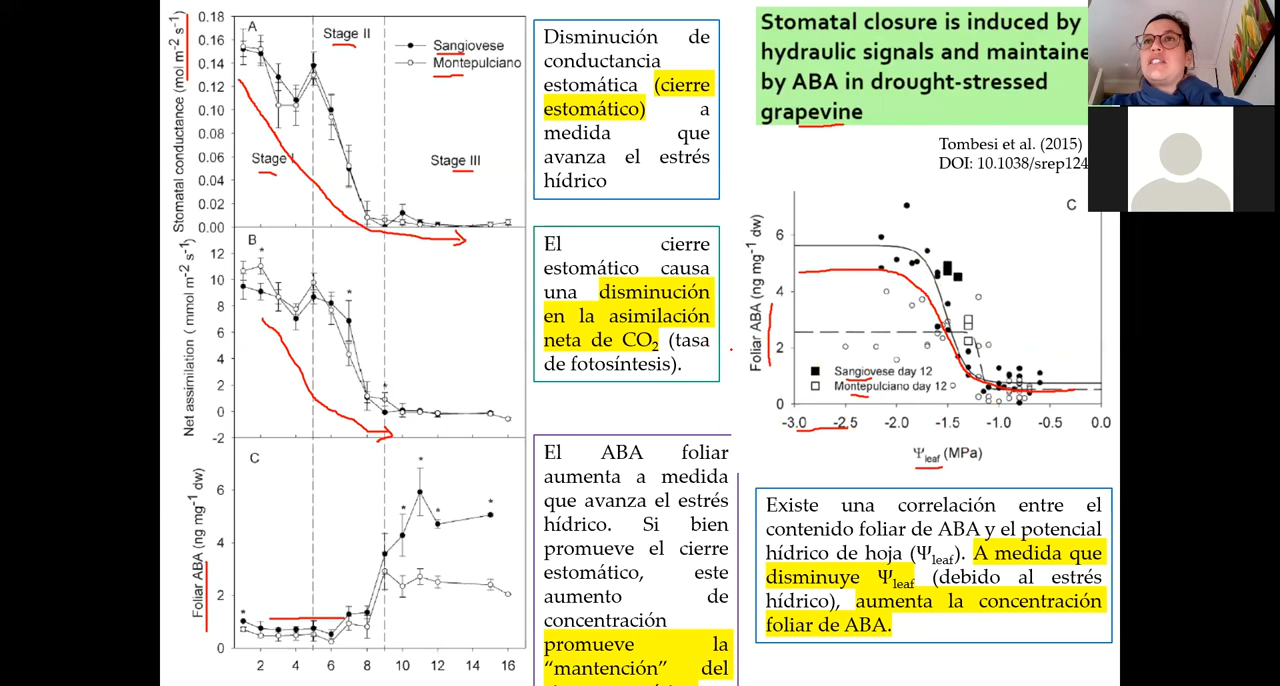 A
Stage II
Sangiovese
Montepulciano
Stage I
Stage III
Stomatal conductance (mol m-2 s-1)
0.18
0.16
0.14
0.12
0.10
0.08
0.06
0.04
0.02
0.00
B
Net assimilation ( mmol m-2 s-1)
12
10
8
6
4
2
0
-2
*
*
*
C
Foliar ABA (ng mg-1 dw)
6
4
2
0
*
*
*
*
*
2 4 6 8 10 12 14 16
Disminución de
conductancia
estomática (cierre
estomático) a
medida que
avanza el estrés
hídrico
El cierre
estomático causa
una disminución
en la asimilación
neta de CO2 (tasa
de fotosíntesis).
El ABA foliar
aumenta a medida
que avanza el estrés
hídrico. Si bien
promueve el cierre
estomático, este
aumento de
concentración
promueve la
“mantención” del
Stomatal closure is induced by
hydraulic signals and maintaine
by ABA in drought-stressed
grapevine
Tombesi et al. (2015)
DOI: 10.1038/srep124
C
Foliar ABA (ng mg-1 dw)
6
4
2
0
Sangiovese day 12
Montepulciano day 12
-3.0 -2.5 -2.0 -1.5 -1.0 -0.5 0.0
Ψleaf (MPa)
Existe una correlación entre el
contenido foliar de ABA y el potencial
hídrico de hoja (Ψleaf). A medida que
disminuye Ψleaf (debido al estrés
hídrico), aumenta la concentración
foliar de ABA.